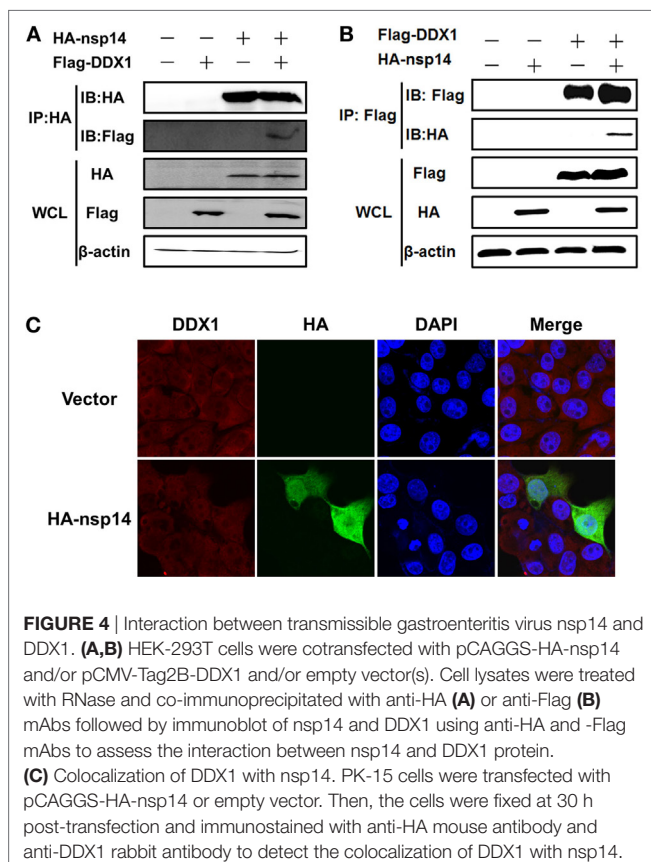 A
HA-nsp14 − − + +
Flag-DDX1 − + − +
IP:HA
IB:HA
IB:Flag
WCL
HA
Flag
β-actin
B
Flag-DDX1 − − + +
HA-nsp14 − + − +
IP: Flag
IB: Flag
IB:HA
WCL
Flag
HA
β-actin
C
DDX1 HA DAPI Merge
Vector
HA-nsp14
FIGURE 4 | Interaction between transmissible gastroenteritis virus nsp14 and
DDX1. (A,B) HEK-293T cells were cotransfected with pCAGGS-HA-nsp14
and/or pCMV-Tag2B-DDX1 and/or empty vector(s). Cell lysates were treated
with RNase and co-immunoprecipitated with anti-HA (A) or anti-Flag (B)
mAbs followed by immunoblot of nsp14 and DDX1 using anti-HA and -Flag
mAbs to assess the interaction between nsp14 and DDX1 protein.
(C) Colocalization of DDX1 with nsp14. PK-15 cells were transfected with
pCAGGS-HA-nsp14 or empty vector. Then, the cells were fixed at 30 h
post-transfection and immunostained with anti-HA mouse antibody and
anti-DDX1 rabbit antibody to detect the colocalization of DDX1 with nsp14.